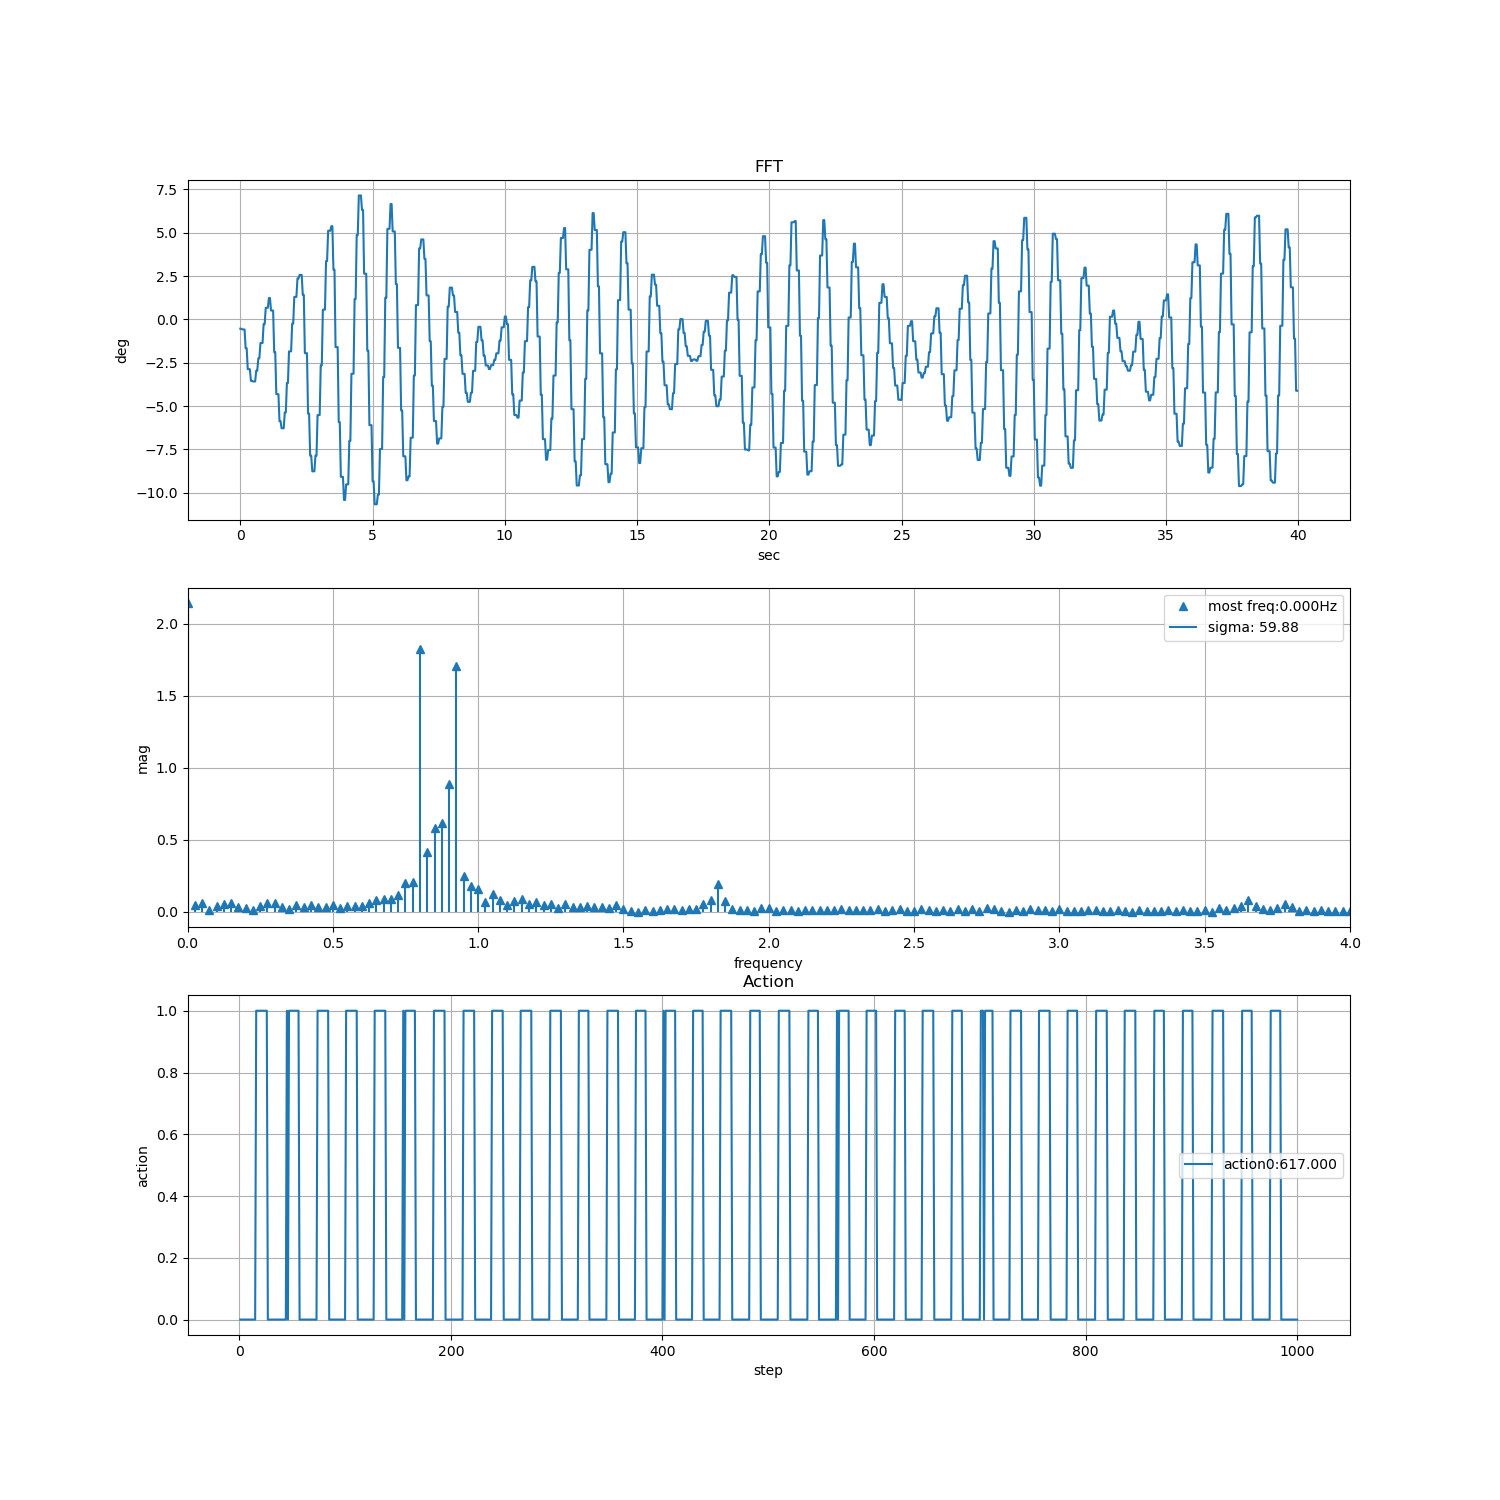 FFT
7.5
5.0
2.5
0.0
−2.5
−5.0
−7.5
−10.0
deg
0 5 10 15 20 25 30 35 40
sec
most freq:0.000Hz
sigma: 59.88
2.0
1.5
1.0
0.5
0.0
mag
0.0 0.5 1.0 1.5 2.0 2.5 3.0 3.5 4.0
frequency
Action
1.0
0.8
0.6
0.4
0.2
0.0
action
action0:617.000
0 200 400 600 800 1000
step